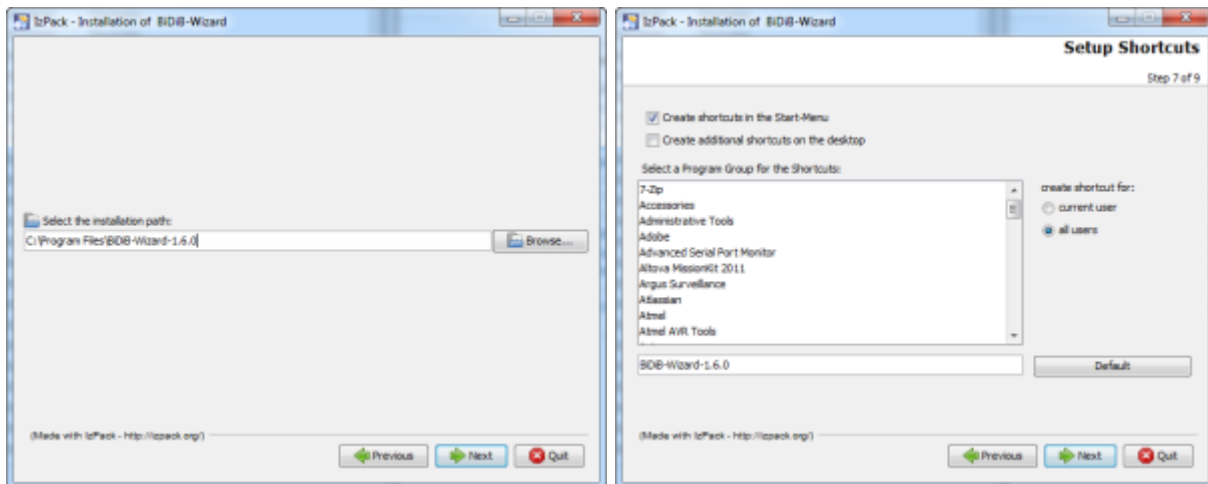 IzPack - Installation of BiDiB-Wizard
Select the installation path:
C:\Program Files\BiDiB-Wizard-1.6.0
Browse...
(Made with IzPack - http://izpack.org/)
Previous
Next
Quit
IzPack - Installation of BiDiB-Wizard
Setup Shortcuts
Step 7 of 9
Create shortcuts in the Start-Menu
Create additional shortcuts on the desktop
Select a Program Group for the Shortcuts:
7-Zip
Accessories
Administrative Tools
Adobe
Advanced Serial Port Monitor
Altova MissionKit 2011
Argus Surveillance
Atlassian
Atmel
Atmel AVR Tools
create shortcut for:
current user
all users
BiDiB-Wizard-1.6.0
Default
(Made with IzPack - http://izpack.org/)
Previous
Next
Quit